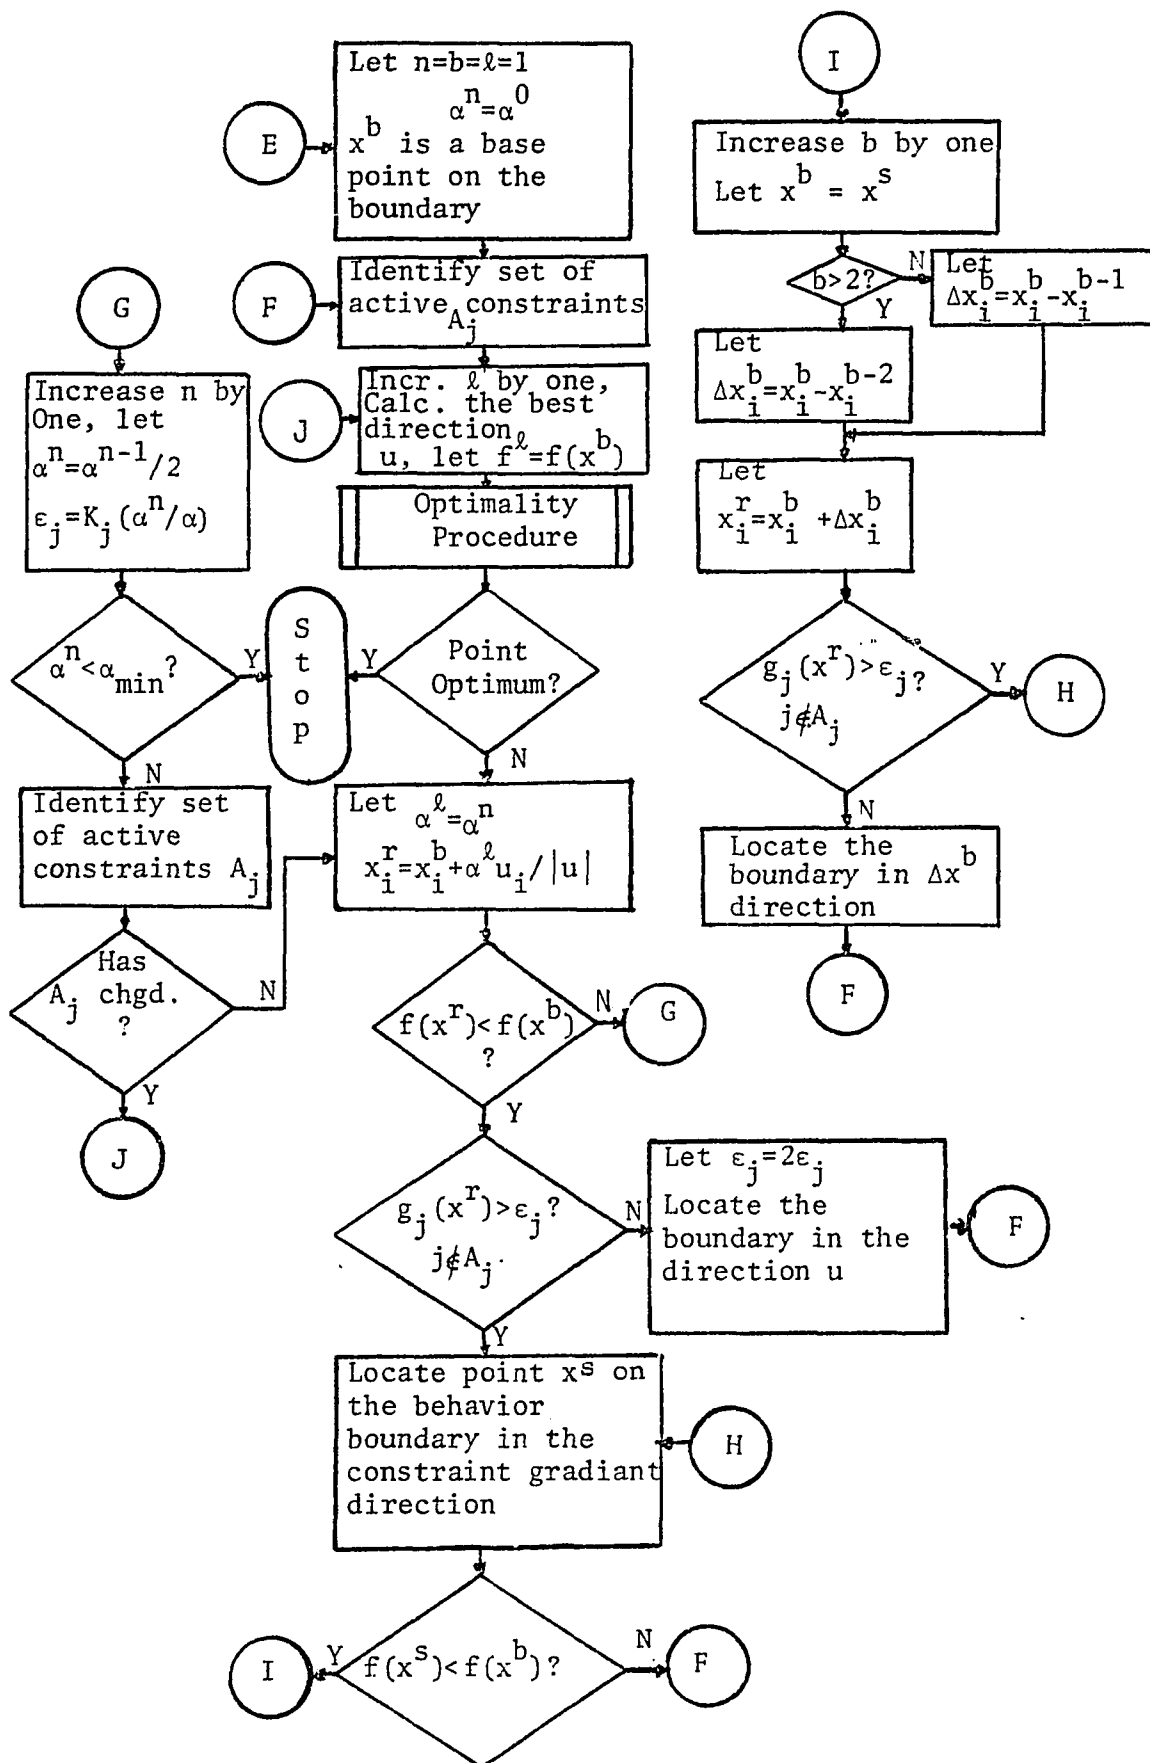 E
Let n=b=ℓ=1
αⁿ=α⁰
xᵇ is a base
point on the
boundary
F
Identify set of
active constraints
A_j
J
Incr. ℓ by one,
Calc. the best
direction
u, let f^ℓ=f(x^b)
Optimality
Procedure
Point
Optimum?
Y
N
S
t
o
p
G
Increase n by
One, let
α^n=α^{n-1}/2
ε_j=K_j(α^n/α)
α^n<α_min?
Y
N
Identify set
of active
constraints A_j
Has
A_j chgd.
?
N
Y
J
Let α^ℓ=α^n
x_i^r=x_i^b+α^ℓ u_i/|u|
f(x^r)<f(x^b)
?
N
G
Y
g_j(x^r)>ε_j?
j∉A_j
N
Let ε_j=2ε_j
Locate the
boundary in the
direction u
F
Y
Locate point x^s on
the behavior
boundary in the
constraint gradiant
direction
H
f(x^s)<f(x^b)?
Y
I
N
F
I
Increase b by one
Let x^b = x^s
b>2?
N
Let
Δx_i^b=x_i^b-x_i^{b-1}
Y
Let
Δx_i^b=x_i^b-x_i^{b-2}
Let
x_i^r=x_i^b +Δx_i^b
g_j(x^r)>ε_j?
j∉A_j
Y
H
N
Locate the
boundary in Δx^b
direction
F